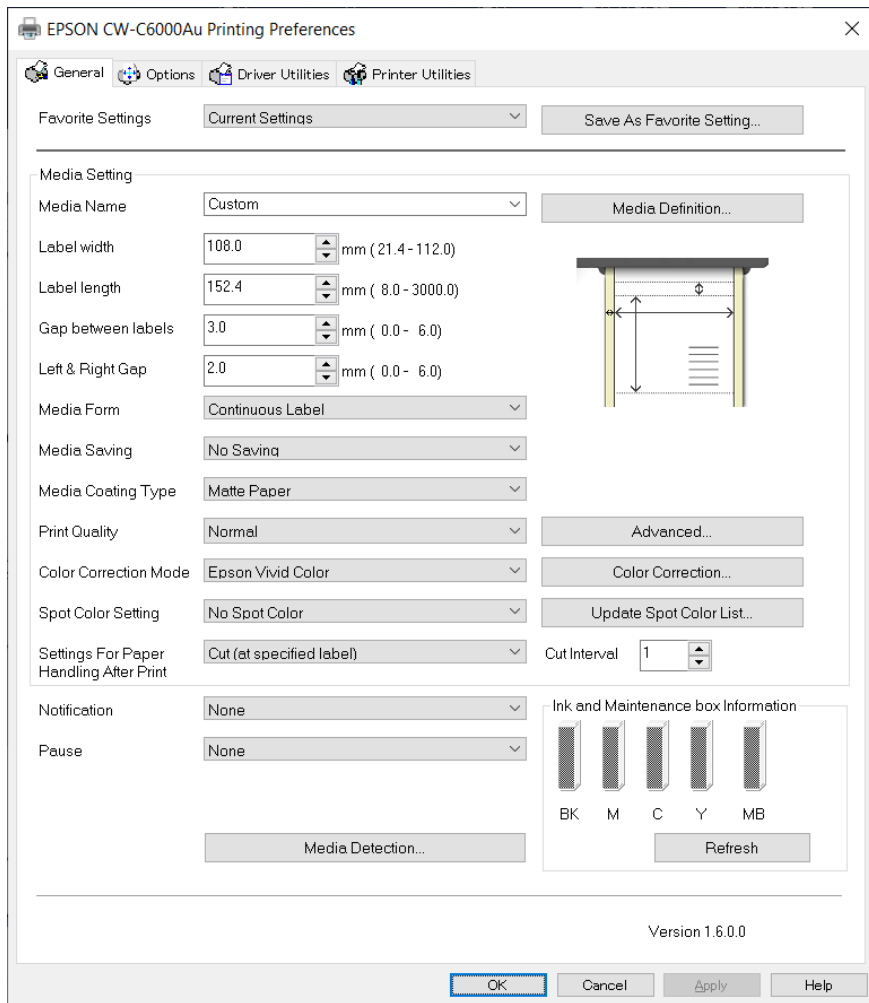 EPSON CW-C6000Au Printing Preferences
General Options Driver Utilities Printer Utilities
Favorite Settings Current Settings Save As Favorite Setting...
Media Setting
Media Name Custom Media Definition...
Label width 108.0 mm ( 21.4 - 112.0)
Label length 152.4 mm ( 8.0 - 3000.0)
Gap between labels 3.0 mm ( 0.0 - 6.0)
Left & Right Gap 2.0 mm ( 0.0 - 6.0)
Media Form Continuous Label
Media Saving No Saving
Media Coating Type Matte Paper
Print Quality Normal Advanced...
Color Correction Mode Epson Vivid Color Color Correction...
Spot Color Setting No Spot Color Update Spot Color List...
Settings For Paper Cut (at specified label) Cut Interval 1
Handling After Print
Notification None Ink and Maintenance box Information
Pause None
BK M C Y MB
Media Detection... Refresh
Version 1.6.0.0
OK Cancel Apply Help